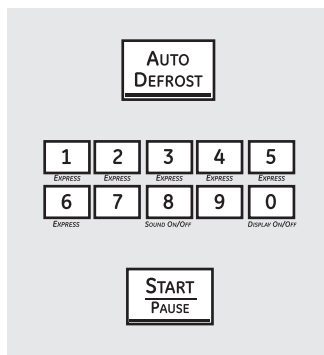 AUTO
DEFROST
1 2 3 4 5
EXPRESS EXPRESS EXPRESS EXPRESS EXPRESS
6 7 8 9 0
EXPRESS SOUND ON/OFF DISPLAY ON/OFF
START
PAUSE